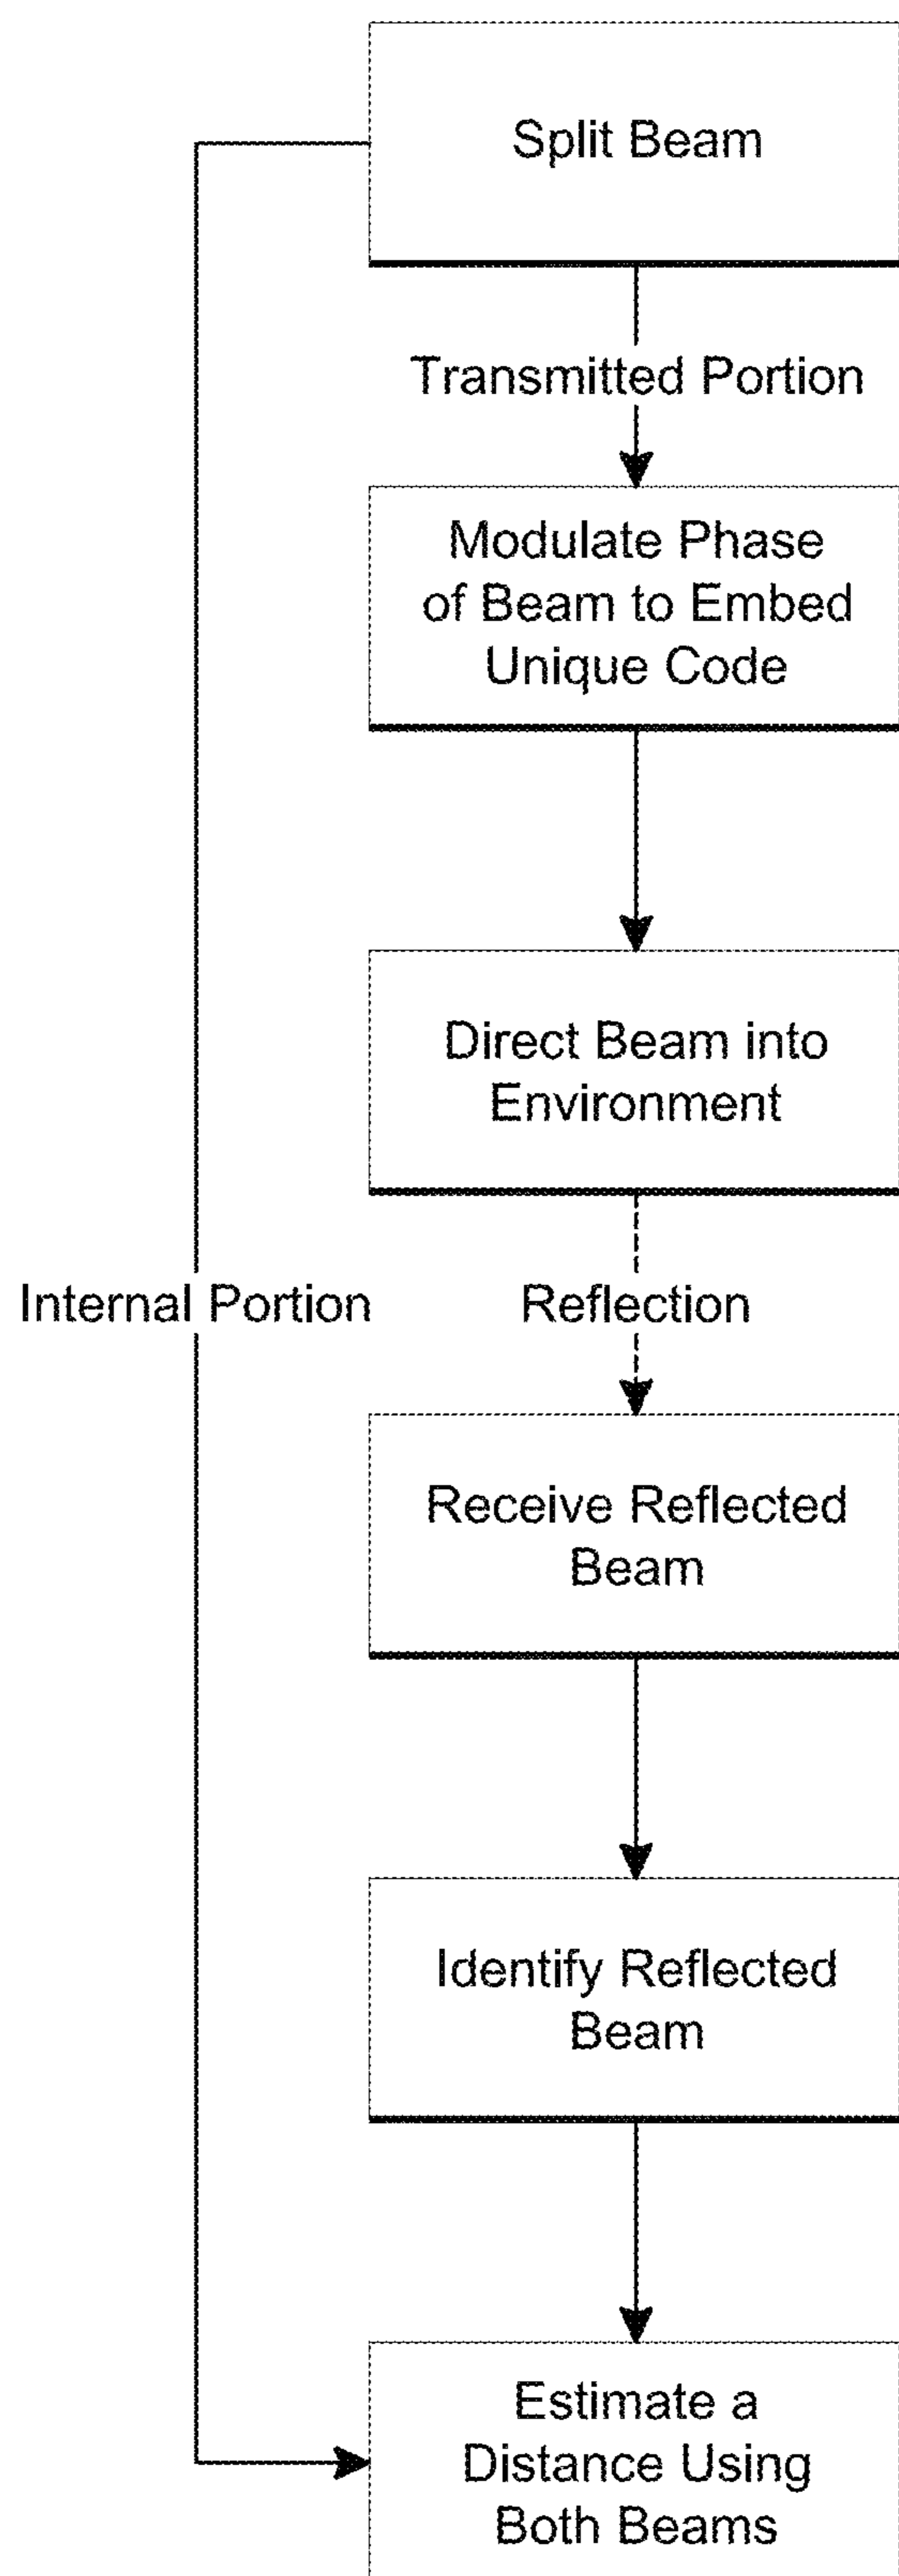 Split Beam
Transmitted Portion
Modulate Phase
of Beam to Embed
Unique Code
Direct Beam into
Environment
Internal Portion
Reflection
Receive Reflected
Beam
Identify Reflected
Beam
Estimate a
Distance Using
Both Beams